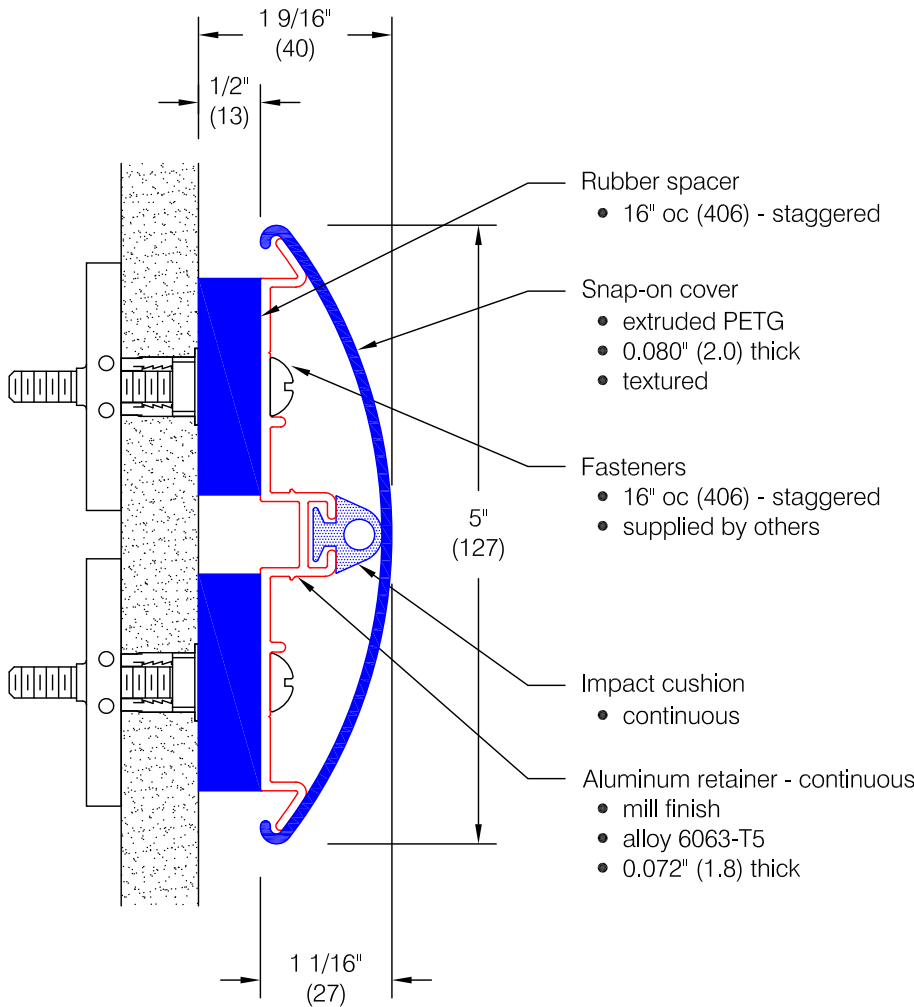 1 9/16"
(40)
1/2"
(13)
Rubber spacer
• 16" oc (406) - staggered
Snap-on cover
• extruded PETG
• 0.080" (2.0) thick
• textured
Fasteners
• 16" oc (406) - staggered
• supplied by others
5"
(127)
Impact cushion
• continuous
Aluminum retainer - continuous
• mill finish
• alloy 6063-T5
• 0.072" (1.8) thick
1 1/16"
(27)